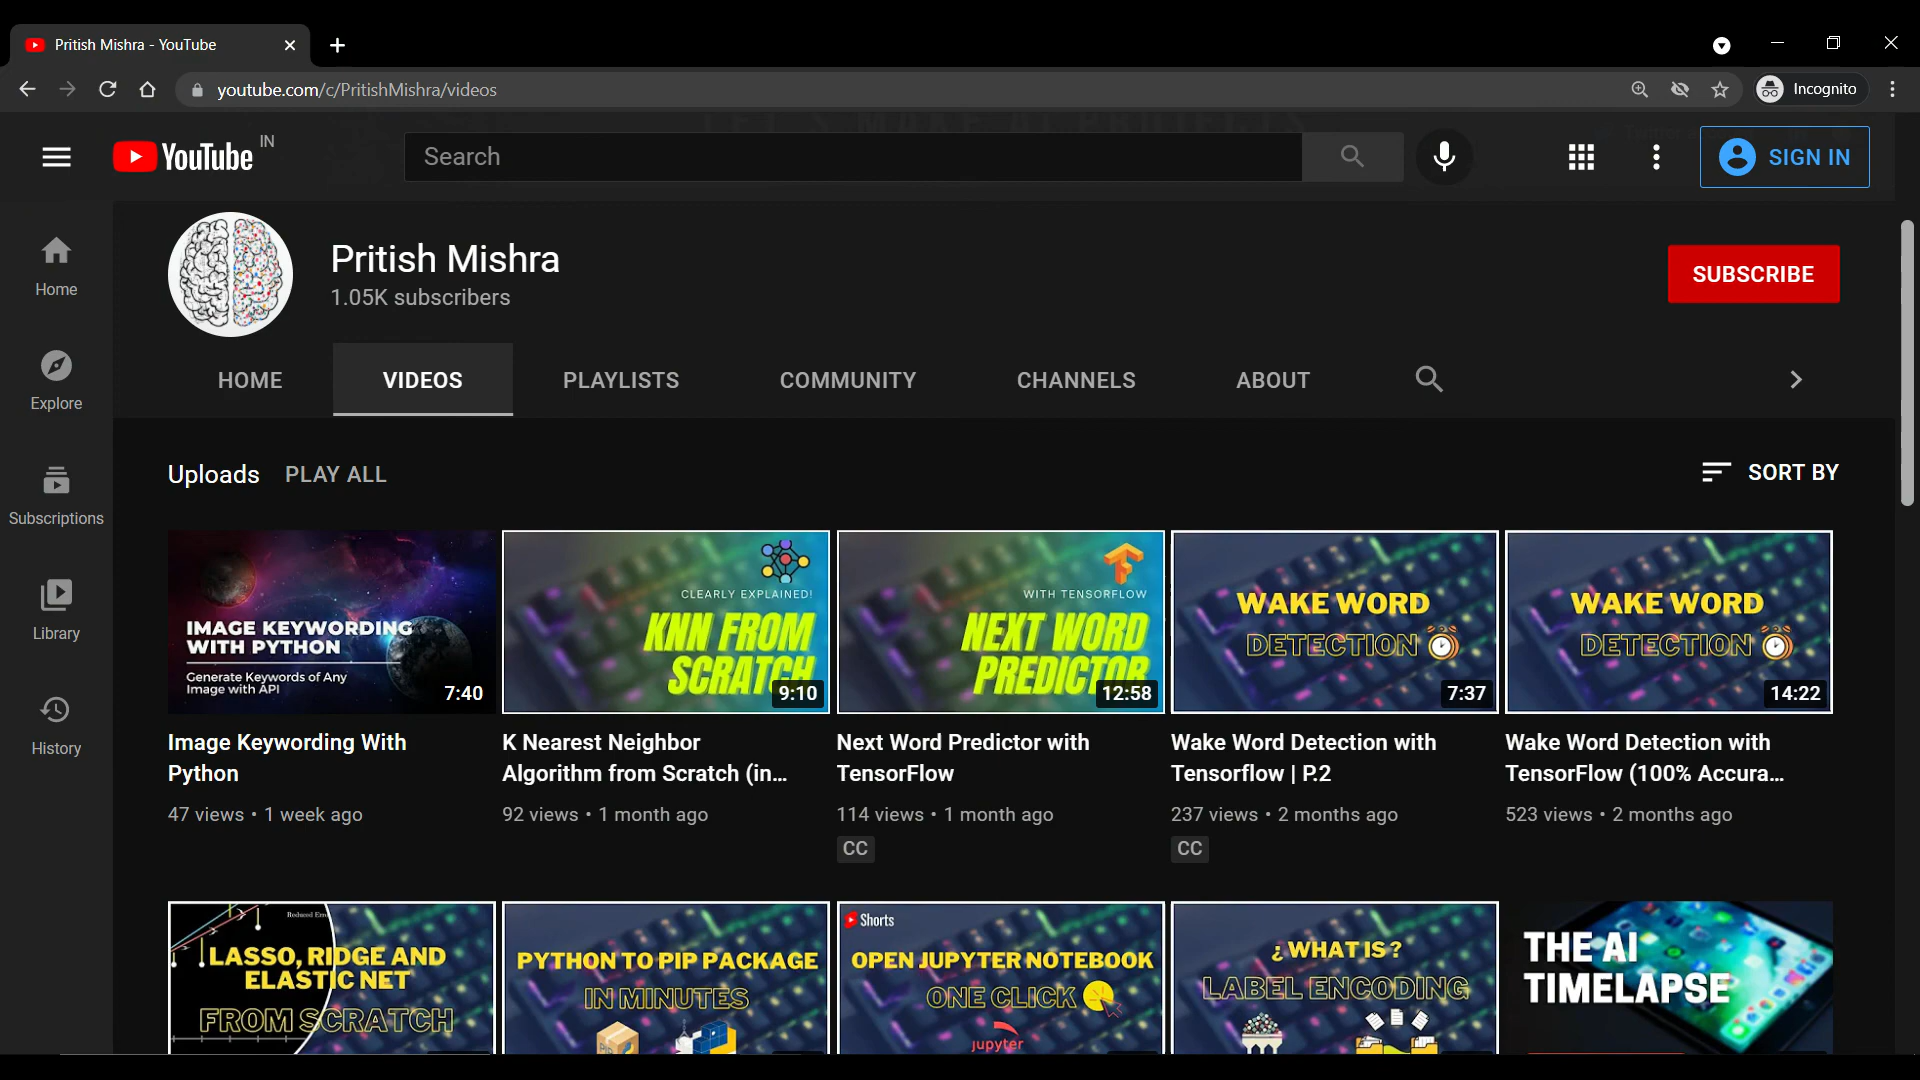 Pritish Mishra - YouTube
youtube.com/c/PritishMishra/videos
Incognito
YouTube IN
Search
SIGN IN
Home
Explore
Subscriptions
Library
History
Pritish Mishra
1.05K subscribers
SUBSCRIBE
HOME VIDEOS PLAYLISTS COMMUNITY CHANNELS ABOUT
Uploads PLAY ALL
SORT BY
IMAGE KEYWORDING
WITH PYTHON
Generate Keywords of Any
Image with API
7:40
Image Keywording With
Python
47 views • 1 week ago
CLEARLY EXPLAINED!
KNN FROM
SCRATCH
9:10
K Nearest Neighbor
Algorithm from Scratch (in...
92 views • 1 month ago
WITH TENSORFLOW
NEXT WORD
PREDICTOR
12:58
Next Word Predictor with
TensorFlow
114 views • 1 month ago
CC
WAKE WORD
DETECTION
7:37
Wake Word Detection with
Tensorflow | P.2
237 views • 2 months ago
CC
WAKE WORD
DETECTION
14:22
Wake Word Detection with
TensorFlow (100% Accura...
523 views • 2 months ago
Reduced
LASSO, RIDGE AND
ELASTIC NET
FROM SCRATCH
PYTHON TO PIP PACKAGE
IN MINUTES
Shorts
OPEN JUPYTER NOTEBOOK
ONE CLICK
jupyter
¿ WHAT IS ?
LABEL ENCODING
THE AI
TIMELAPSE